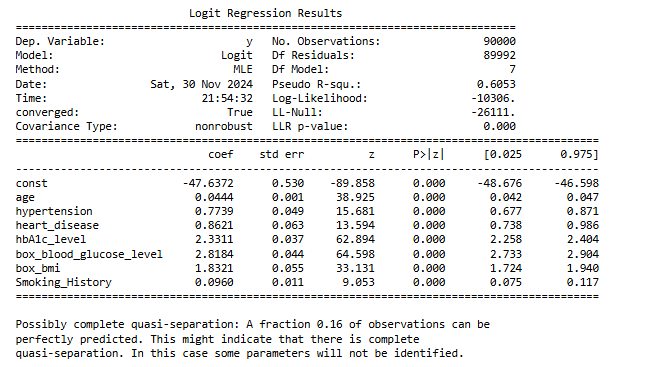 Logit Regression Results
==============================================================================
Dep. Variable: y No. Observations: 90000
Model: Logit Df Residuals: 89992
Method: MLE Df Model: 7
Date: Sat, 30 Nov 2024 Pseudo R-squ.: 0.6053
Time: 21:54:32 Log-Likelihood: -10306.
converged: True LL-Null: -26111.
Covariance Type: nonrobust LLR p-value: 0.000
===========================================================================================
coef std err z P>|z| [0.025 0.975]
-------------------------------------------------------------------------------------------
const -47.6372 0.530 -89.858 0.000 -48.676 -46.598
age 0.0444 0.001 38.925 0.000 0.042 0.047
hypertension 0.7739 0.049 15.681 0.000 0.677 0.871
heart_disease 0.8621 0.063 13.594 0.000 0.738 0.986
hbA1c_level 2.3311 0.037 62.894 0.000 2.258 2.404
box_blood_glucose_level 2.8184 0.044 64.598 0.000 2.733 2.904
box_bmi 1.8321 0.055 33.131 0.000 1.724 1.940
Smoking_History 0.0960 0.011 9.053 0.000 0.075 0.117
===========================================================================================
Possibly complete quasi-separation: A fraction 0.16 of observations can be
perfectly predicted. This might indicate that there is complete
quasi-separation. In this case some parameters will not be identified.